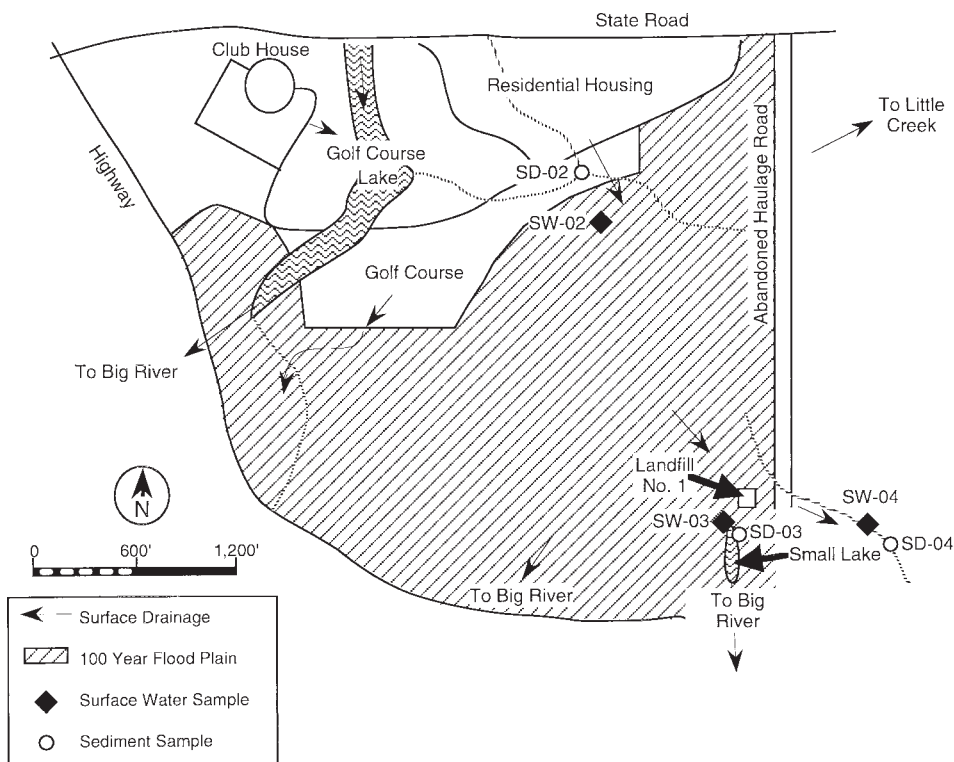 State Road
Club House
Residential Housing
To Little
Creek
Highway
Golf Course
Lake
SD-02
SW-02
Abandoned Haulage Road
Golf Course
To Big River
Landfill
No. 1
SW-04
SW-03
SD-03
SD-04
Small Lake
N
0 600' 1,200'
To Big River
To Big
River
Surface Drainage
100 Year Flood Plain
Surface Water Sample
Sediment Sample